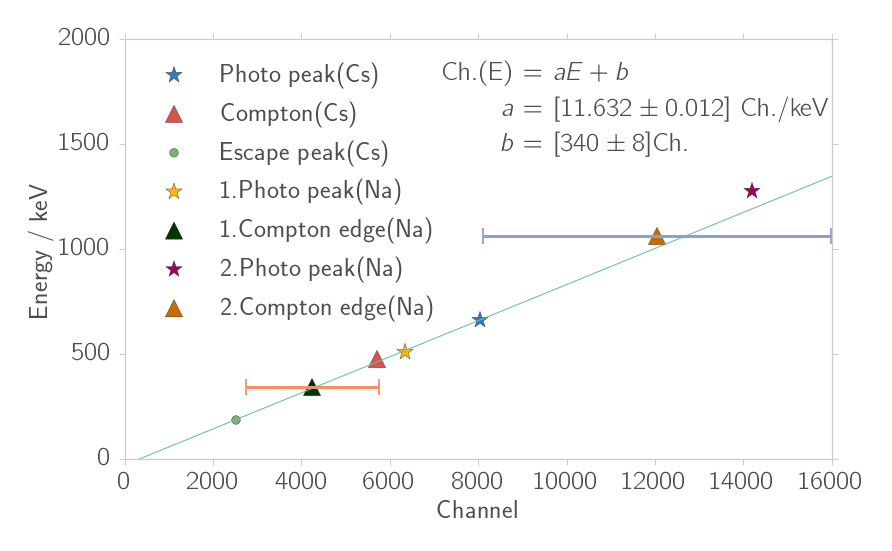 2000
1500
1000
500
0
Energy / keV
Photo peak(Cs)
Compton(Cs)
Escape peak(Cs)
1.Photo peak(Na)
1.Compton edge(Na)
2.Photo peak(Na)
2.Compton edge(Na)
Ch.(E) = aE + b
a = [11.632 ± 0.012] Ch./keV
b = [340 ± 8]Ch.
0 2000 4000 6000 8000 10000 12000 14000 16000
Channel